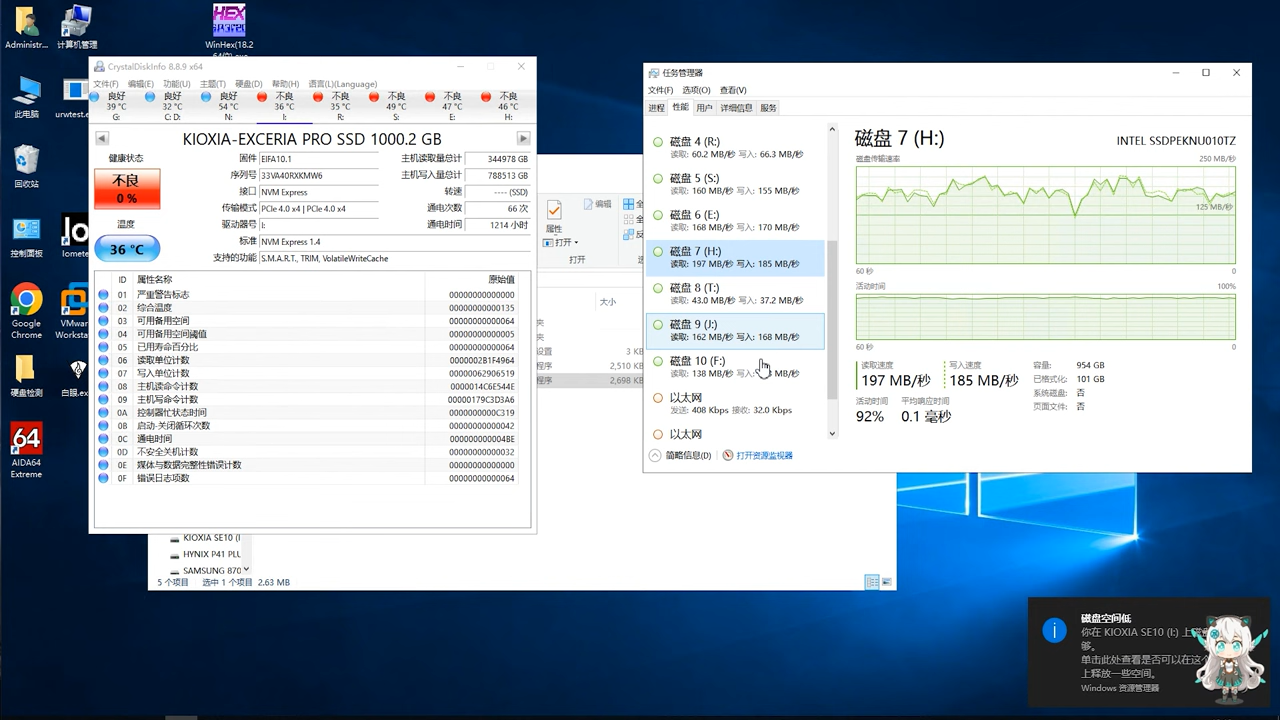 Administr...
计算机管理
WinHex(18.2
此电脑
urwtest.ex
回收站
控制面板
Iomete
Google
Chrome
VMwar
Workstat
硬盘检测
白眼.ex
64
AIDA64
Extreme
CrystalDiskInfo 8.8.9 x64
文件(F) 编辑(E) 功能(U) 主题(T) 硬盘(D) 帮助(H) 语言(L)(Language)
良好 良好 良好 不良 不良 不良 不良 不良
39 °C 32 °C 54 °C 36 °C 35 °C 49 °C 47 °C 46 °C
G: C: D: N: I: R: S: E: H:
KIOXIA-EXCERIA PRO SSD 1000.2 GB
健康状态
不良
0 %
温度
36 °C
固件 EIFA10.1 主机读取量总计 344978 GB
序列号 33VA40RXKMW6 主机写入量总计 788513 GB
接口 NVM Express 转速 ---- (SSD)
传输模式 PCIe 4.0 x4 | PCIe 4.0 x4 通电次数 66 次
驱动器号 I: 通电时间 1214 小时
标准 NVM Express 1.4
支持的功能 S.M.A.R.T., TRIM, VolatileWriteCache
ID 属性名称 原始值
01 严重警告标志 00000000000000
02 综合温度 00000000000135
03 可用备用空间 00000000000064
04 可用备用空间阈值 00000000000005
05 已用寿命百分比 00000000000064
06 读取单位计数 0000002B1F4964
07 写入单位计数 00000062906519
08 主机读命令计数 0000014C6E544E
09 主机写命令计数 00000179C3D3A6
0A 控制器忙状态时间 0000000000C319
0B 启动-关闭循环次数 00000000000042
0C 通电时间 000000000004BE
0D 不安全关机计数 00000000000032
0E 媒体与数据完整性错误计数 00000000000000
0F 错误日志项数 00000000000064
属性
编辑
打开
打开
大小
3 KB
2,510 KB
2,698 KB
KIOXIA SE10 (I
HYNIX P41 PLU
SAMSUNG 870
5 个项目 选中 1 个项目 2.63 MB
任务管理器
文件(F) 选项(O) 查看(V)
进程 性能 用户 详细信息 服务
磁盘 4 (R:)
读取: 60.2 MB/秒 写入: 66.3 MB/秒
磁盘 5 (S:)
读取: 160 MB/秒 写入: 155 MB/秒
磁盘 6 (E:)
读取: 168 MB/秒 写入: 170 MB/秒
磁盘 7 (H:)
读取: 197 MB/秒 写入: 185 MB/秒
磁盘 8 (T:)
读取: 43.0 MB/秒 写入: 37.2 MB/秒
磁盘 9 (J:)
读取: 162 MB/秒 写入: 168 MB/秒
磁盘 10 (F:)
读取: 138 MB/秒 写入: MB/秒
以太网
发送: 408 Kbps 接收: 32.0 Kbps
以太网
简略信息(D) 打开资源监视器
磁盘 7 (H:) INTEL SSDPEKNU010TZ
磁盘传输速率 250 MB/秒
125 MB/秒
60 秒 0
活动时间 100%
60 秒 0
读取速度 写入速度
197 MB/秒 185 MB/秒
活动时间 平均响应时间
92% 0.1 毫秒
容量: 954 GB
已格式化: 101 GB
系统磁盘: 否
页面文件: 否
磁盘空间低
你在 KIOXIA SE10 (I:) 上
够。
单击此处查看是否可以在这
上释放一些空间。
Windows 资源管理器